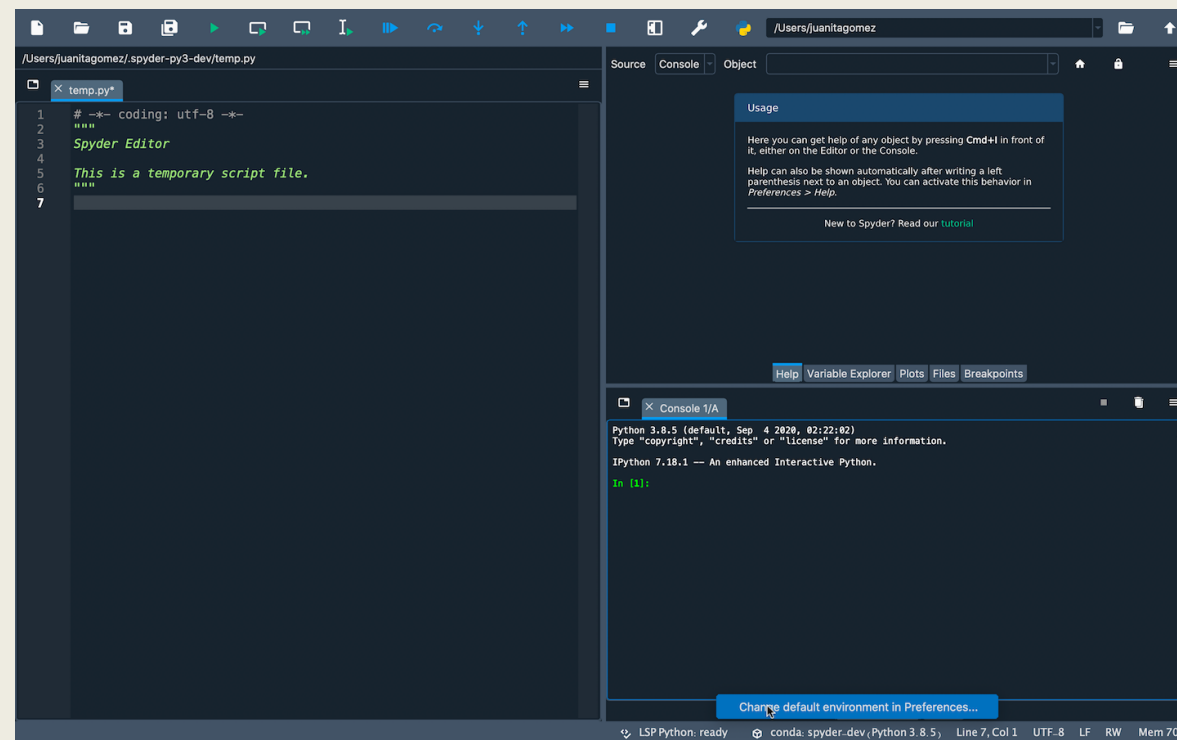 /Users/juanitagomez
/Users/juanitagomez/.spyder-py3-dev/temp.py
temp.py*
1 # -*- coding: utf-8 -*-
2 """
3 Spyder Editor
4
5 This is a temporary script file.
6 """
7
Source Console Object
Usage
Here you can get help of any object by pressing Cmd+I in front of
it, either on the Editor or the Console.
Help can also be shown automatically after writing a left
parenthesis next to an object. You can activate this behavior in
Preferences > Help.
New to Spyder? Read our tutorial
Help Variable Explorer Plots Files Breakpoints
Console 1/A
Python 3.8.5 (default, Sep  4 2020, 02:22:02)
Type "copyright", "credits" or "license" for more information.
IPython 7.18.1 -- An enhanced Interactive Python.
In [1]:
Change default environment in Preferences...
LSP Python: ready conda: spyder-dev (Python 3.8.5) Line 7, Col 1 UTF-8 LF RW Mem 70